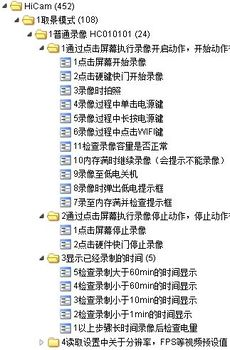 HiCam (452)
1取景模式 (108)
1普通录像 HC010101 (24)
1通过点击屏幕执行录像开启动作，开始动作
1点击屏幕开始录像
2点击硬键快门开始录像
3录像时拍照
4录像过程中单击电源键
5录像过程中长按电源键
6录像过程中点击WIFI键
11检查录像容量是否正常
10内存满时继续录像（会提示不能录像）
9录像至低电关机
8录像时弹出低电提示框
7录至内存满并检查提示框
2通过点击屏幕执行录像停止动作，停止动作
1点击屏幕停止录像
2点击硬件快门停止录像
3显示已经录制的时间 (5)
5检查录制大于60min的时间显示
4检查录制小于60min的时间显示
3检查录制小于10min的时间显示
2检查录制小于1min的时间显示
1以上步骤长时间录像后检查电量
4读取设置中关于分辨率，FPS等视频预设值